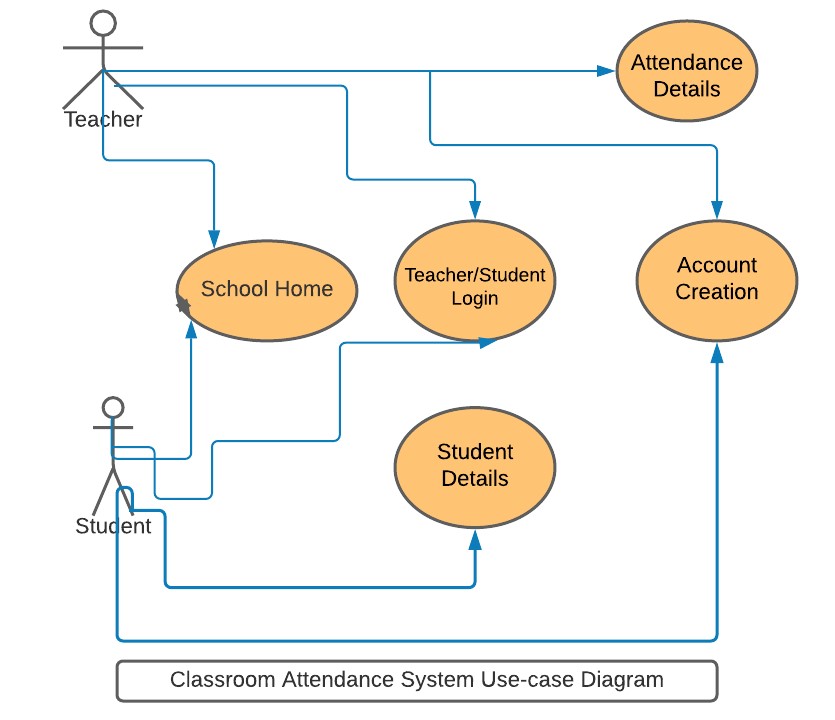 Attendance
Details
Teacher
School Home
Teacher/Student
Login
Account
Creation
Student
Details
Student
Classroom Attendance System Use-case Diagram